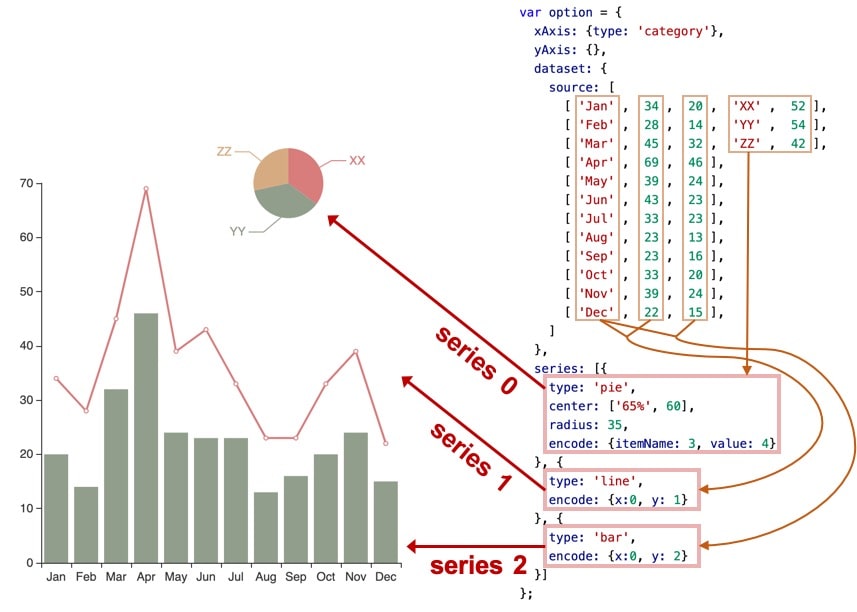 var option = {
xAxis: {type: 'category'},
yAxis: {},
dataset: {
source: [
[ 'Jan' , 34 , 20 , 'XX' , 52 ],
[ 'Feb' , 28 , 14 , 'YY' , 54 ],
[ 'Mar' , 45 , 32 , 'ZZ' , 42 ],
[ 'Apr' , 69 , 46 ],
[ 'May' , 39 , 24 ],
[ 'Jun' , 43 , 23 ],
[ 'Jul' , 33 , 23 ],
[ 'Aug' , 23 , 13 ],
[ 'Sep' , 23 , 16 ],
[ 'Oct' , 33 , 20 ],
[ 'Nov' , 39 , 24 ],
[ 'Dec' , 22 , 15 ],
]
},
series: [{
type: 'pie',
center: ['65%', 60],
radius: 35,
encode: {itemName: 3, value: 4}
}, {
type: 'line',
encode: {x:0, y: 1}
}, {
type: 'bar',
encode: {x:0, y: 2}
}]
};
ZZ
XX
YY
series 0
series 1
series 2
70
60
50
40
30
20
10
0
Jan Feb Mar Apr May Jun Jul Aug Sep Oct Nov Dec